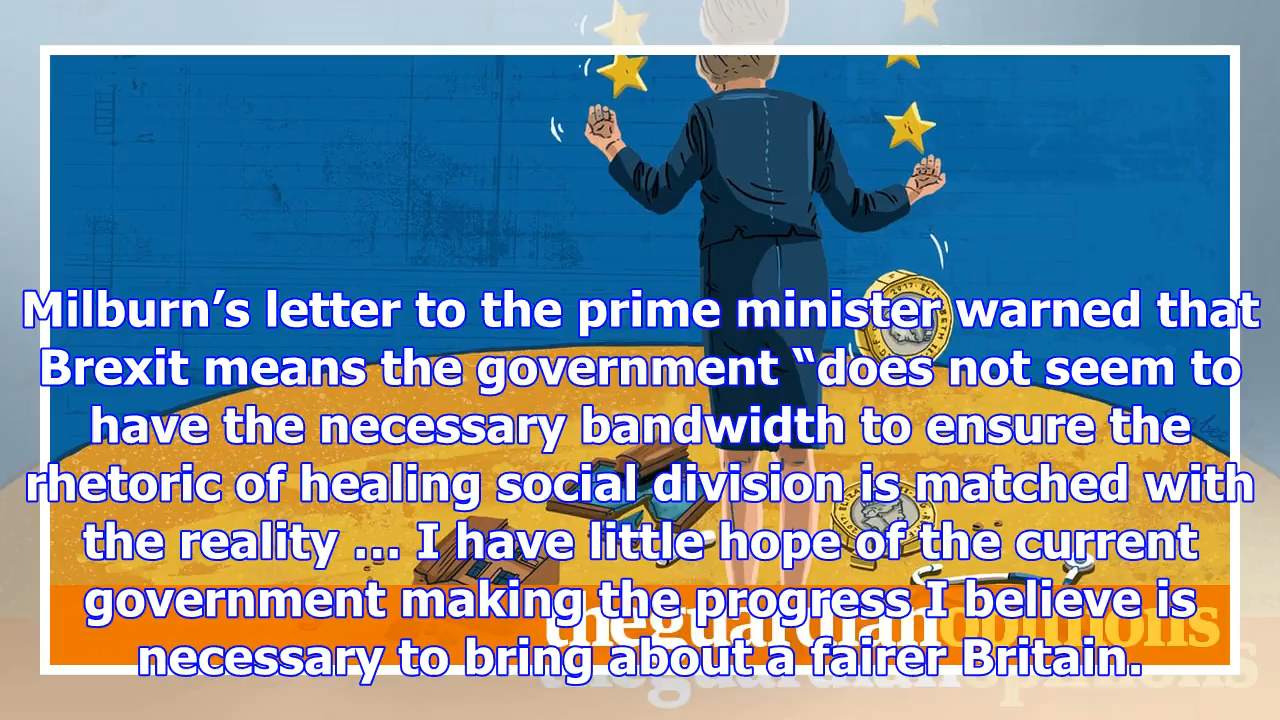 Milburn’s letter to the prime minister warned that
Brexit means the government “does not seem to
have the necessary bandwidth to ensure the
rhetoric of healing social division is matched with
the reality ... I have little hope of the current
government making the progress I believe is
necessary to bring about a fairer Britain.
theguardianopinions
theguardianopinions